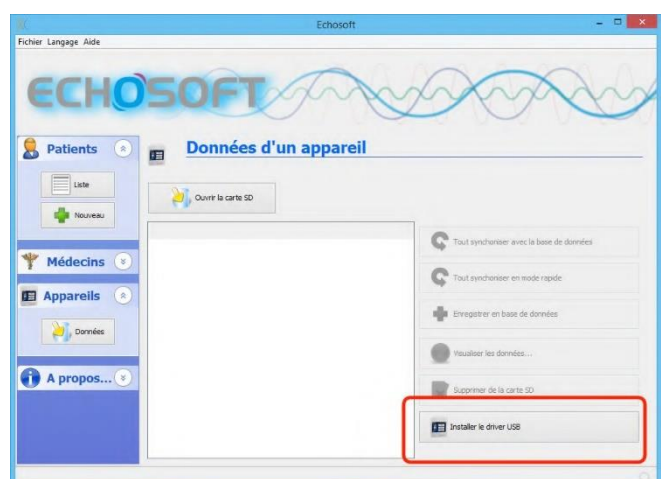 Echosoft
Fichier Langage Aide
ECHOSOFT
Patients
Liste
Nouveau
Médecins
Appareils
Données
A propos...
Données d'un appareil
Ouvrir la carte SD
Tout synchoniser avec la base de données
Tout synchoniser en mode rapide
Enregistrer en base de données
Visualiser les données...
Supprimer de la carte SD
Installer le driver USB